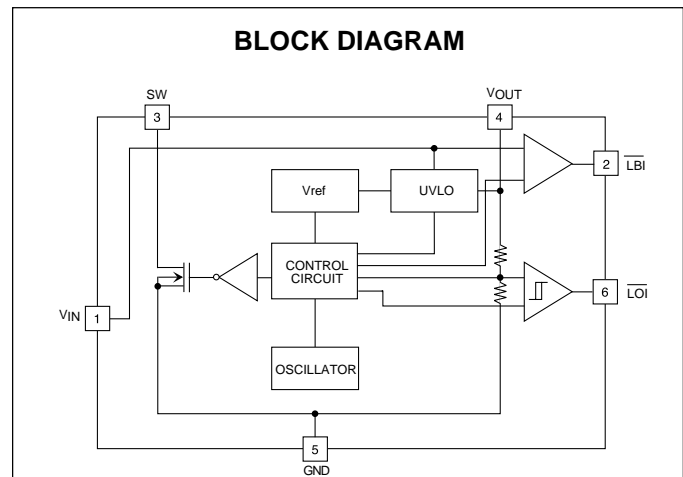 BLOCK DIAGRAM
SW
VOUT
3
4
2
LBI
Vref
UVLO
CONTROL
CIRCUIT
6
LOI
VIN
1
OSCILLATOR
5
GND